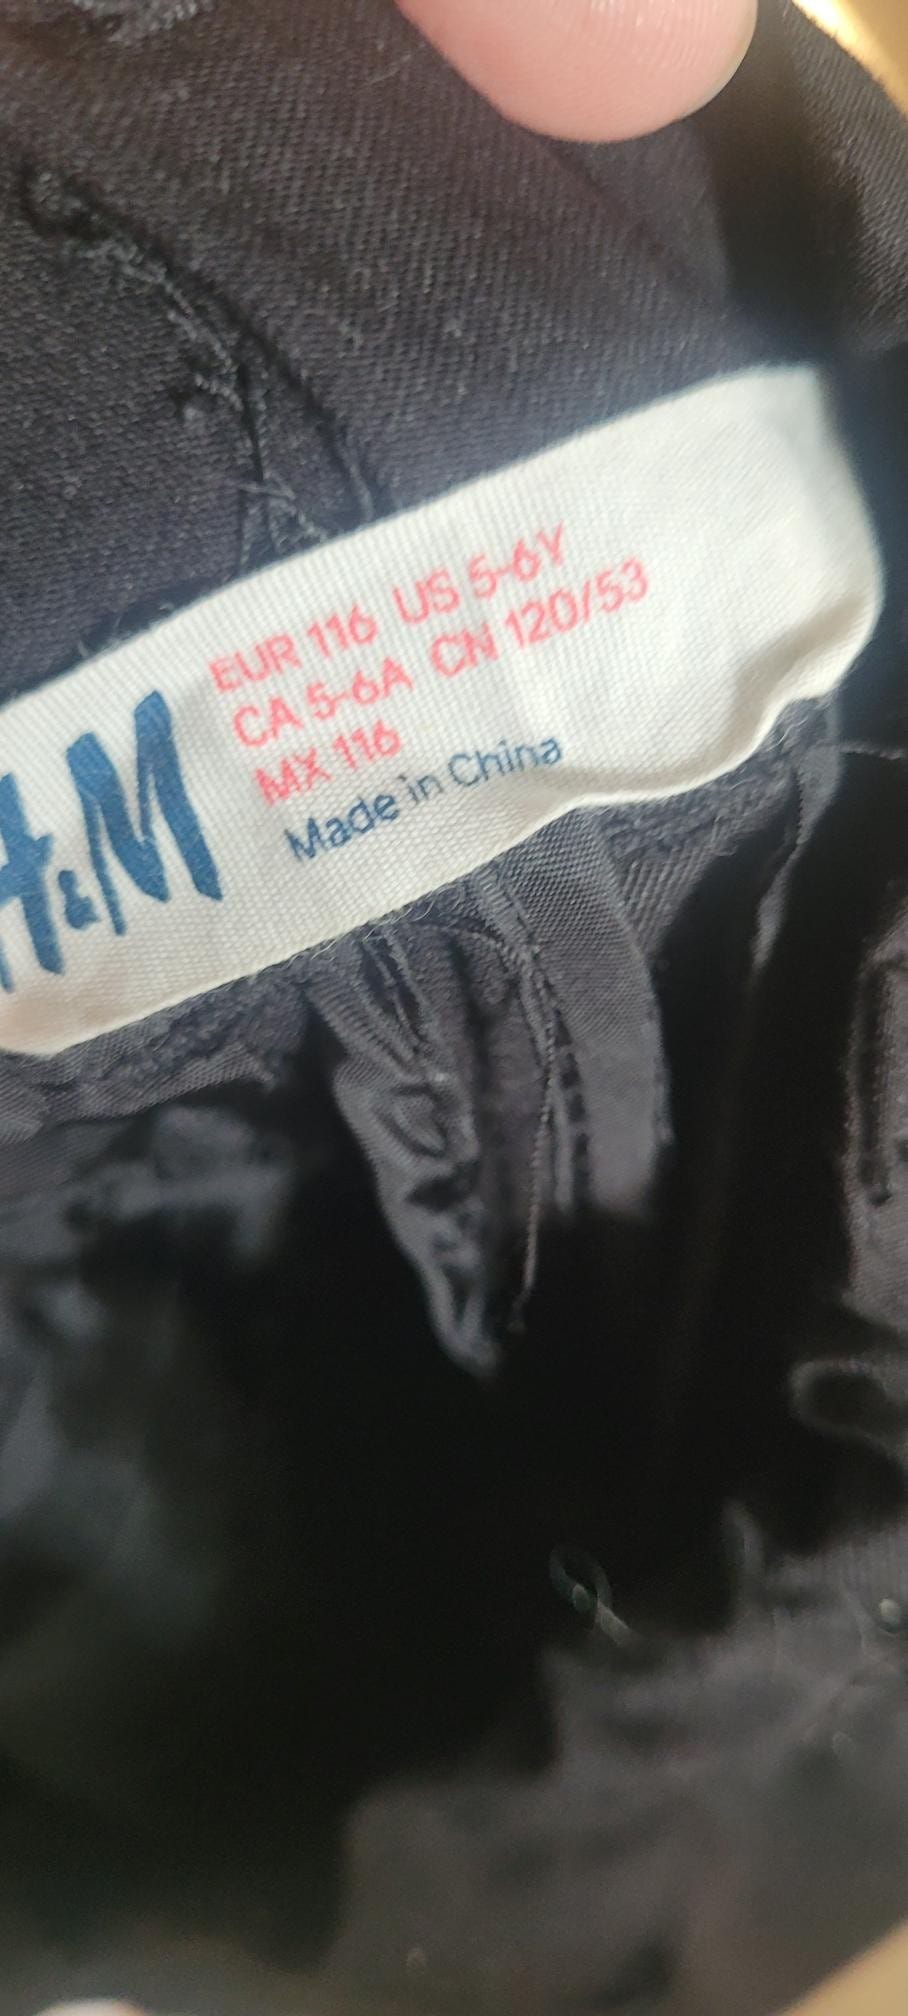 H&M
EUR 116 US 5-6Y
CA 5-6A CN 120/53
MX 116
Made in China